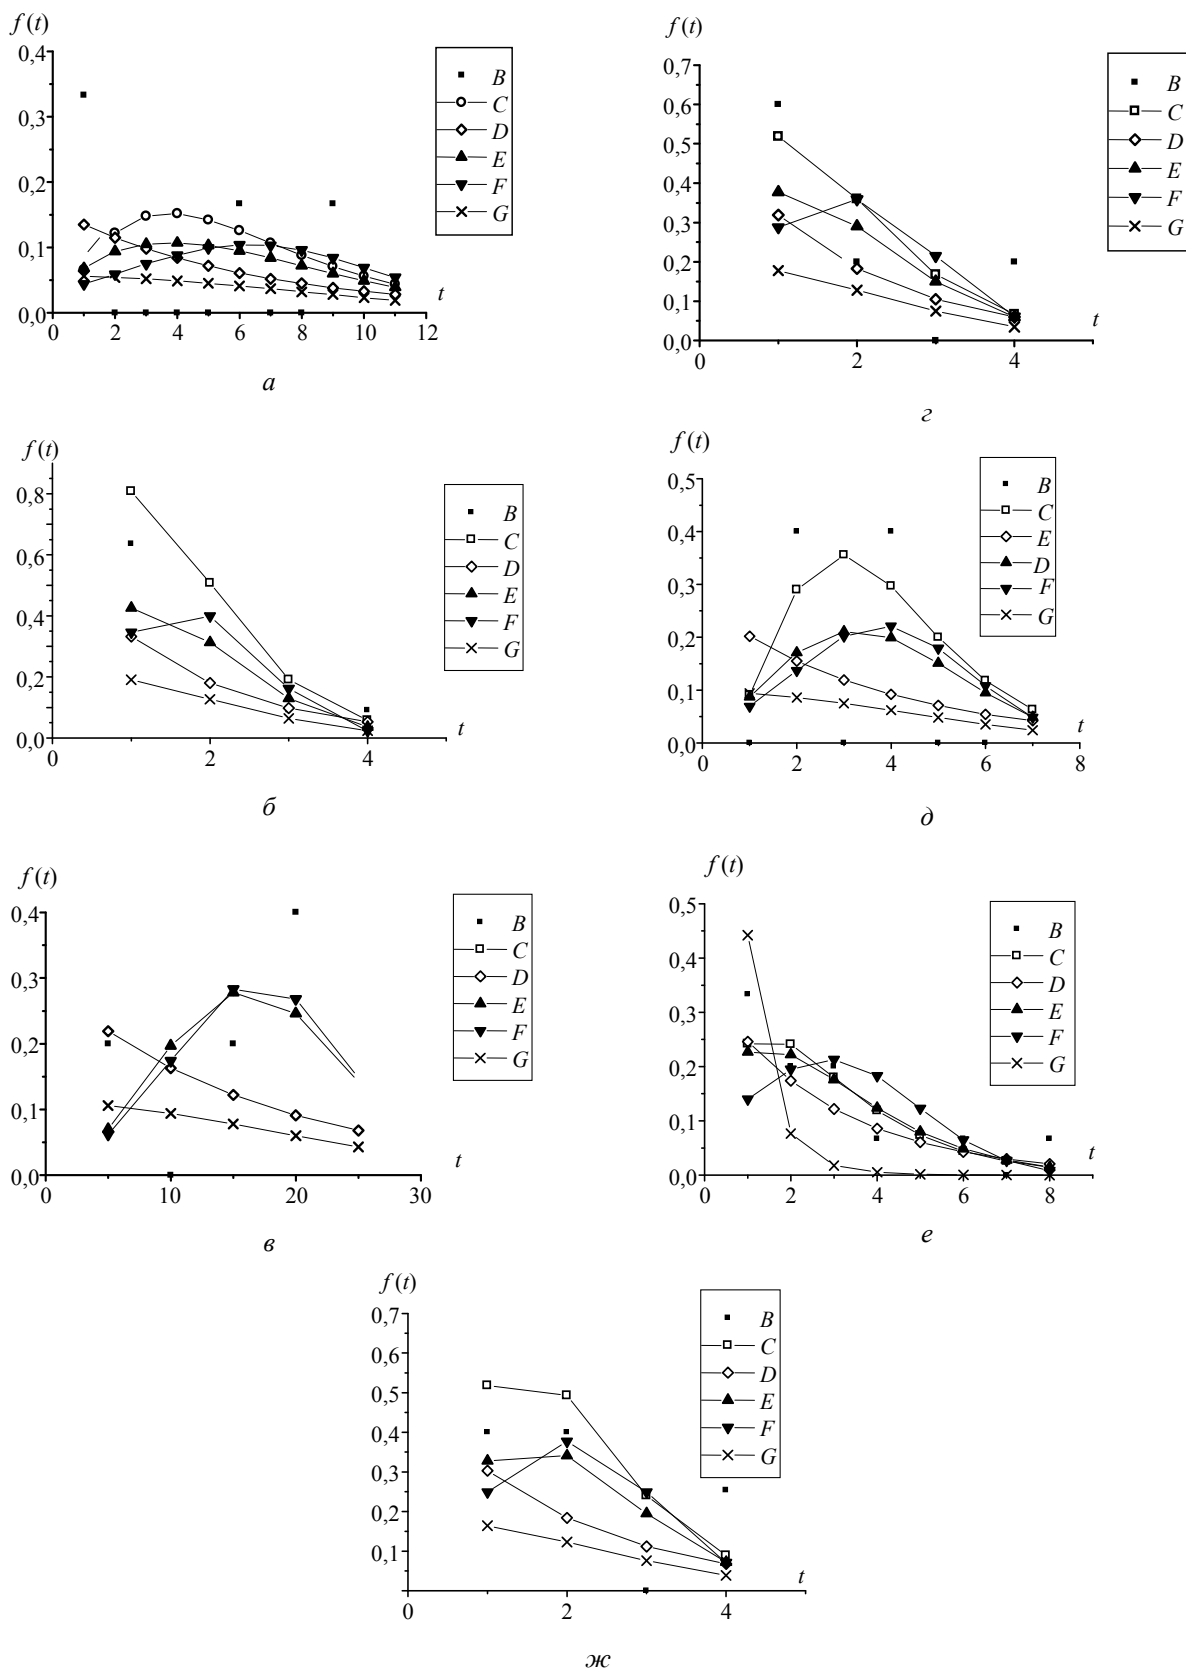 f (t)
0,4
0,3
0,2
0,1
0,0
0 2 4 6 8 10 12
t
B
C
D
E
F
G
а
f (t)
0,7
0,6
0,5
0,4
0,3
0,2
0,1
0,0
0 2 4
t
B
C
D
E
F
G
г
f (t)
0,8
0,6
0,4
0,2
0,0
0 2 4
t
B
C
D
E
F
G
б
f (t)
0,5
0,4
0,3
0,2
0,1
0,0
0 2 4 6 8
t
B
C
E
D
F
G
д
f (t)
0,4
0,3
0,2
0,1
0,0
0 10 20 30
t
B
C
D
E
F
G
в
f (t)
0,5
0,4
0,3
0,2
0,1
0,0
0 2 4 6 8
t
B
C
D
E
F
G
е
f (t)
0,7
0,6
0,5
0,4
0,3
0,2
0,1
0 2 4
t
B
C
D
E
F
G
ж